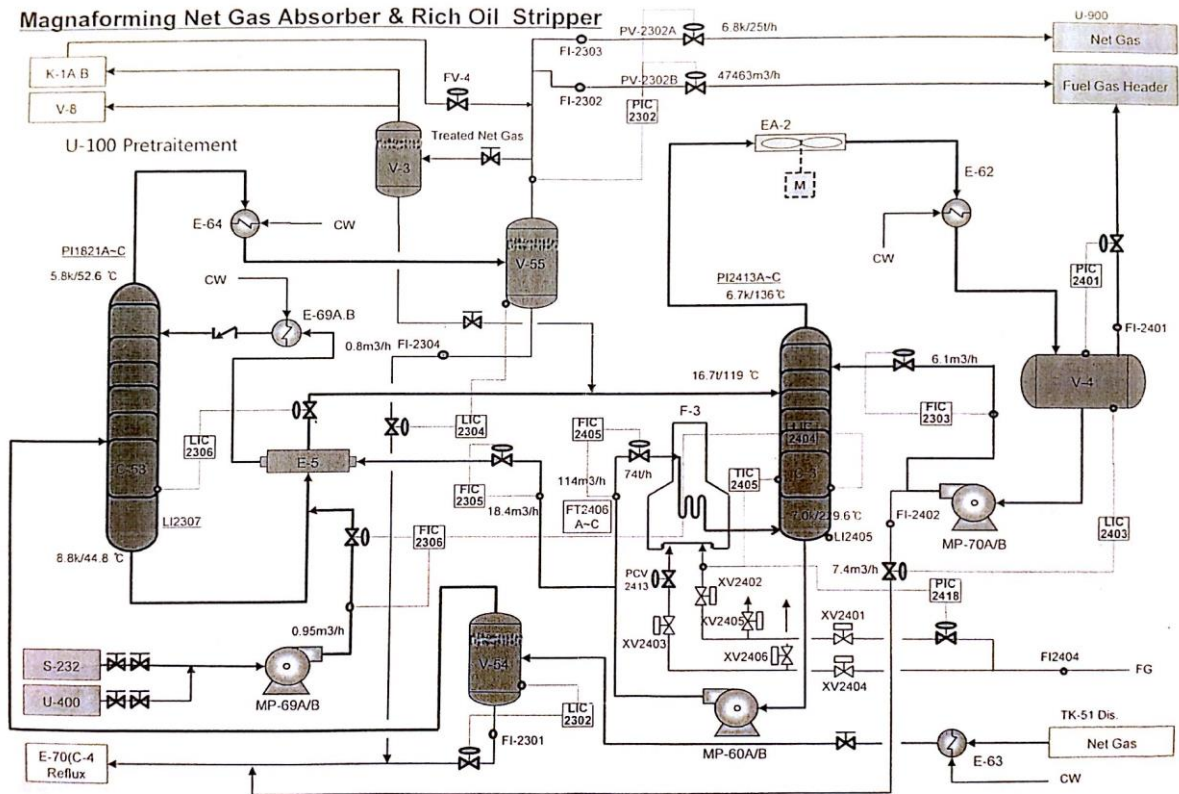 Magnaforming Net Gas Absorber & Rich Oil Stripper
K-1A.B
V-8
FV-4
FI-2303
PV-2302A
6.8k/25t/h
U-900
Net Gas
FI-2302
PV-2302B
47463m3/h
Fuel Gas Header
PIC
2302
U-100 Pretraitement
V-3
Treated Net Gas
EA-2
M
E-62
CW
E-64
CW
V-55
PIC
2401
FI-2401
PI1821A~C
5.8k/52.6 ℃
CW
E-69A.B
PI2413A~C
6.7k/136℃
0.8m3/h
FI-2304
16.7t/119 ℃
6.1m3/h
V-4
FIC
2303
LIC
2306
LIC
2304
FIC
2405
F-3
2404
C-53
E-5
FIC
2305
18.4m3/h
74t/h
114m3/h
FT2406
A~C
TIC
2405
7.0k/229.6℃
LI2405
FI-2402
MP-70A/B
LIC
2403
LI2307
8.8k/44.8 ℃
FIC
2306
PCV
2413
XV2402
7.4m3/h
PIC
2418
XV2405
XV2401
XV2403
XV2406
XV2404
FI2404
FG
0.95m3/h
S-232
U-400
MP-69A/B
V-54
LIC
2302
FI-2301
MP-60A/B
TK-51 Dis.
Net Gas
E-63
CW
E-70(C-4
Reflux